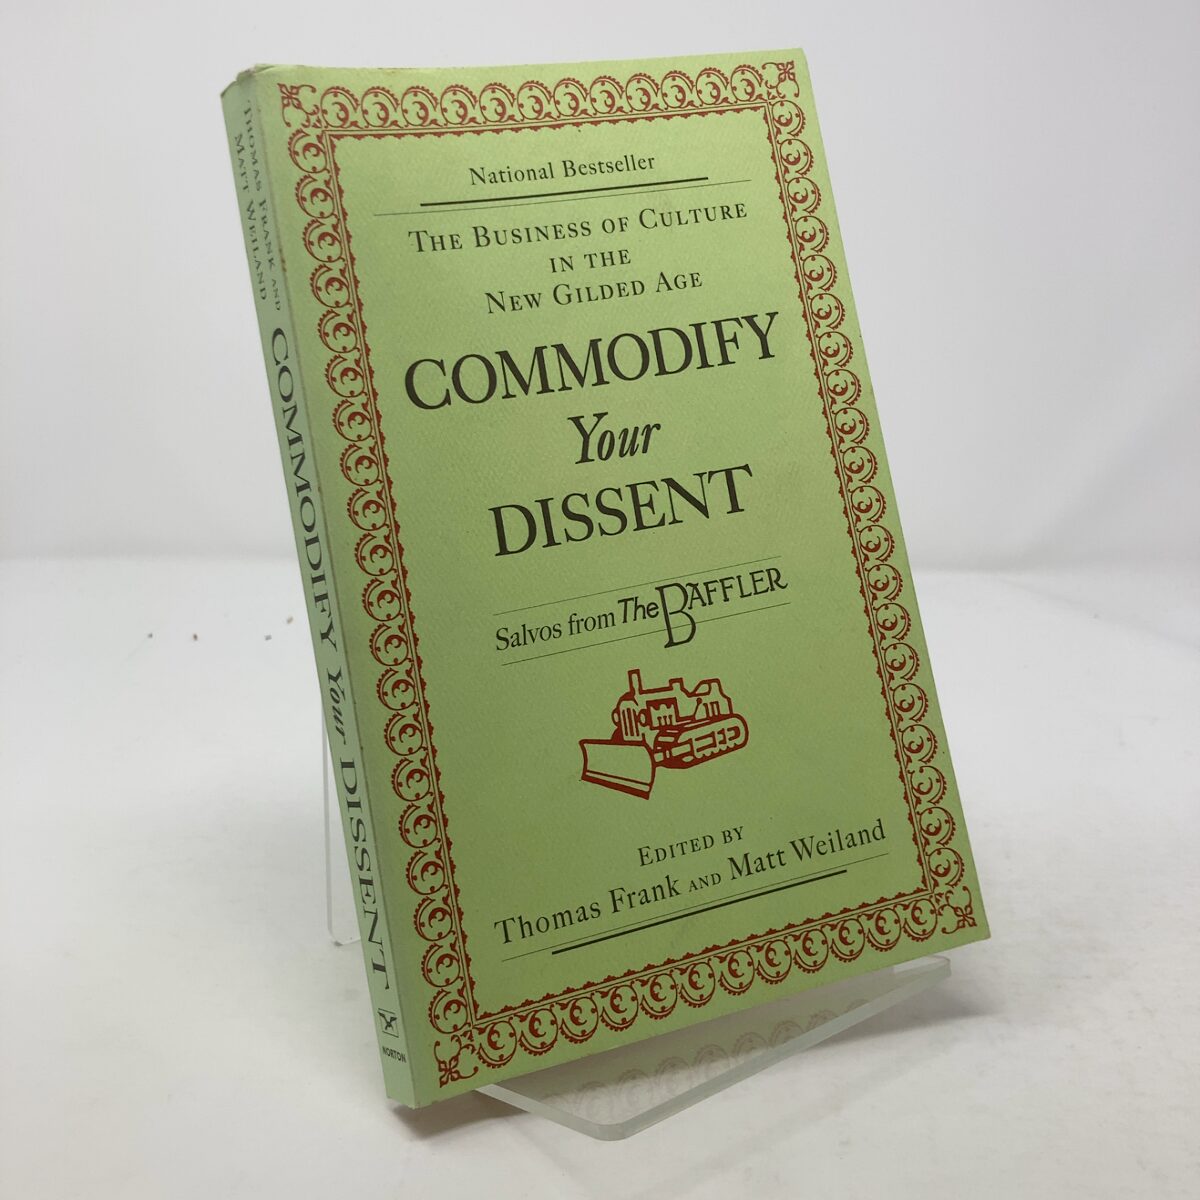 National Bestseller
THE BUSINESS OF CULTURE
IN THE
NEW GILDED AGE
COMMODIFY
Your
DISSENT
Salvos from The BAFFLER
EDITED BY
Thomas Frank AND Matt Weiland
THOMAS FRANK AND
MATT WEILAND
COMMODIFY Your DISSENT
NORTON